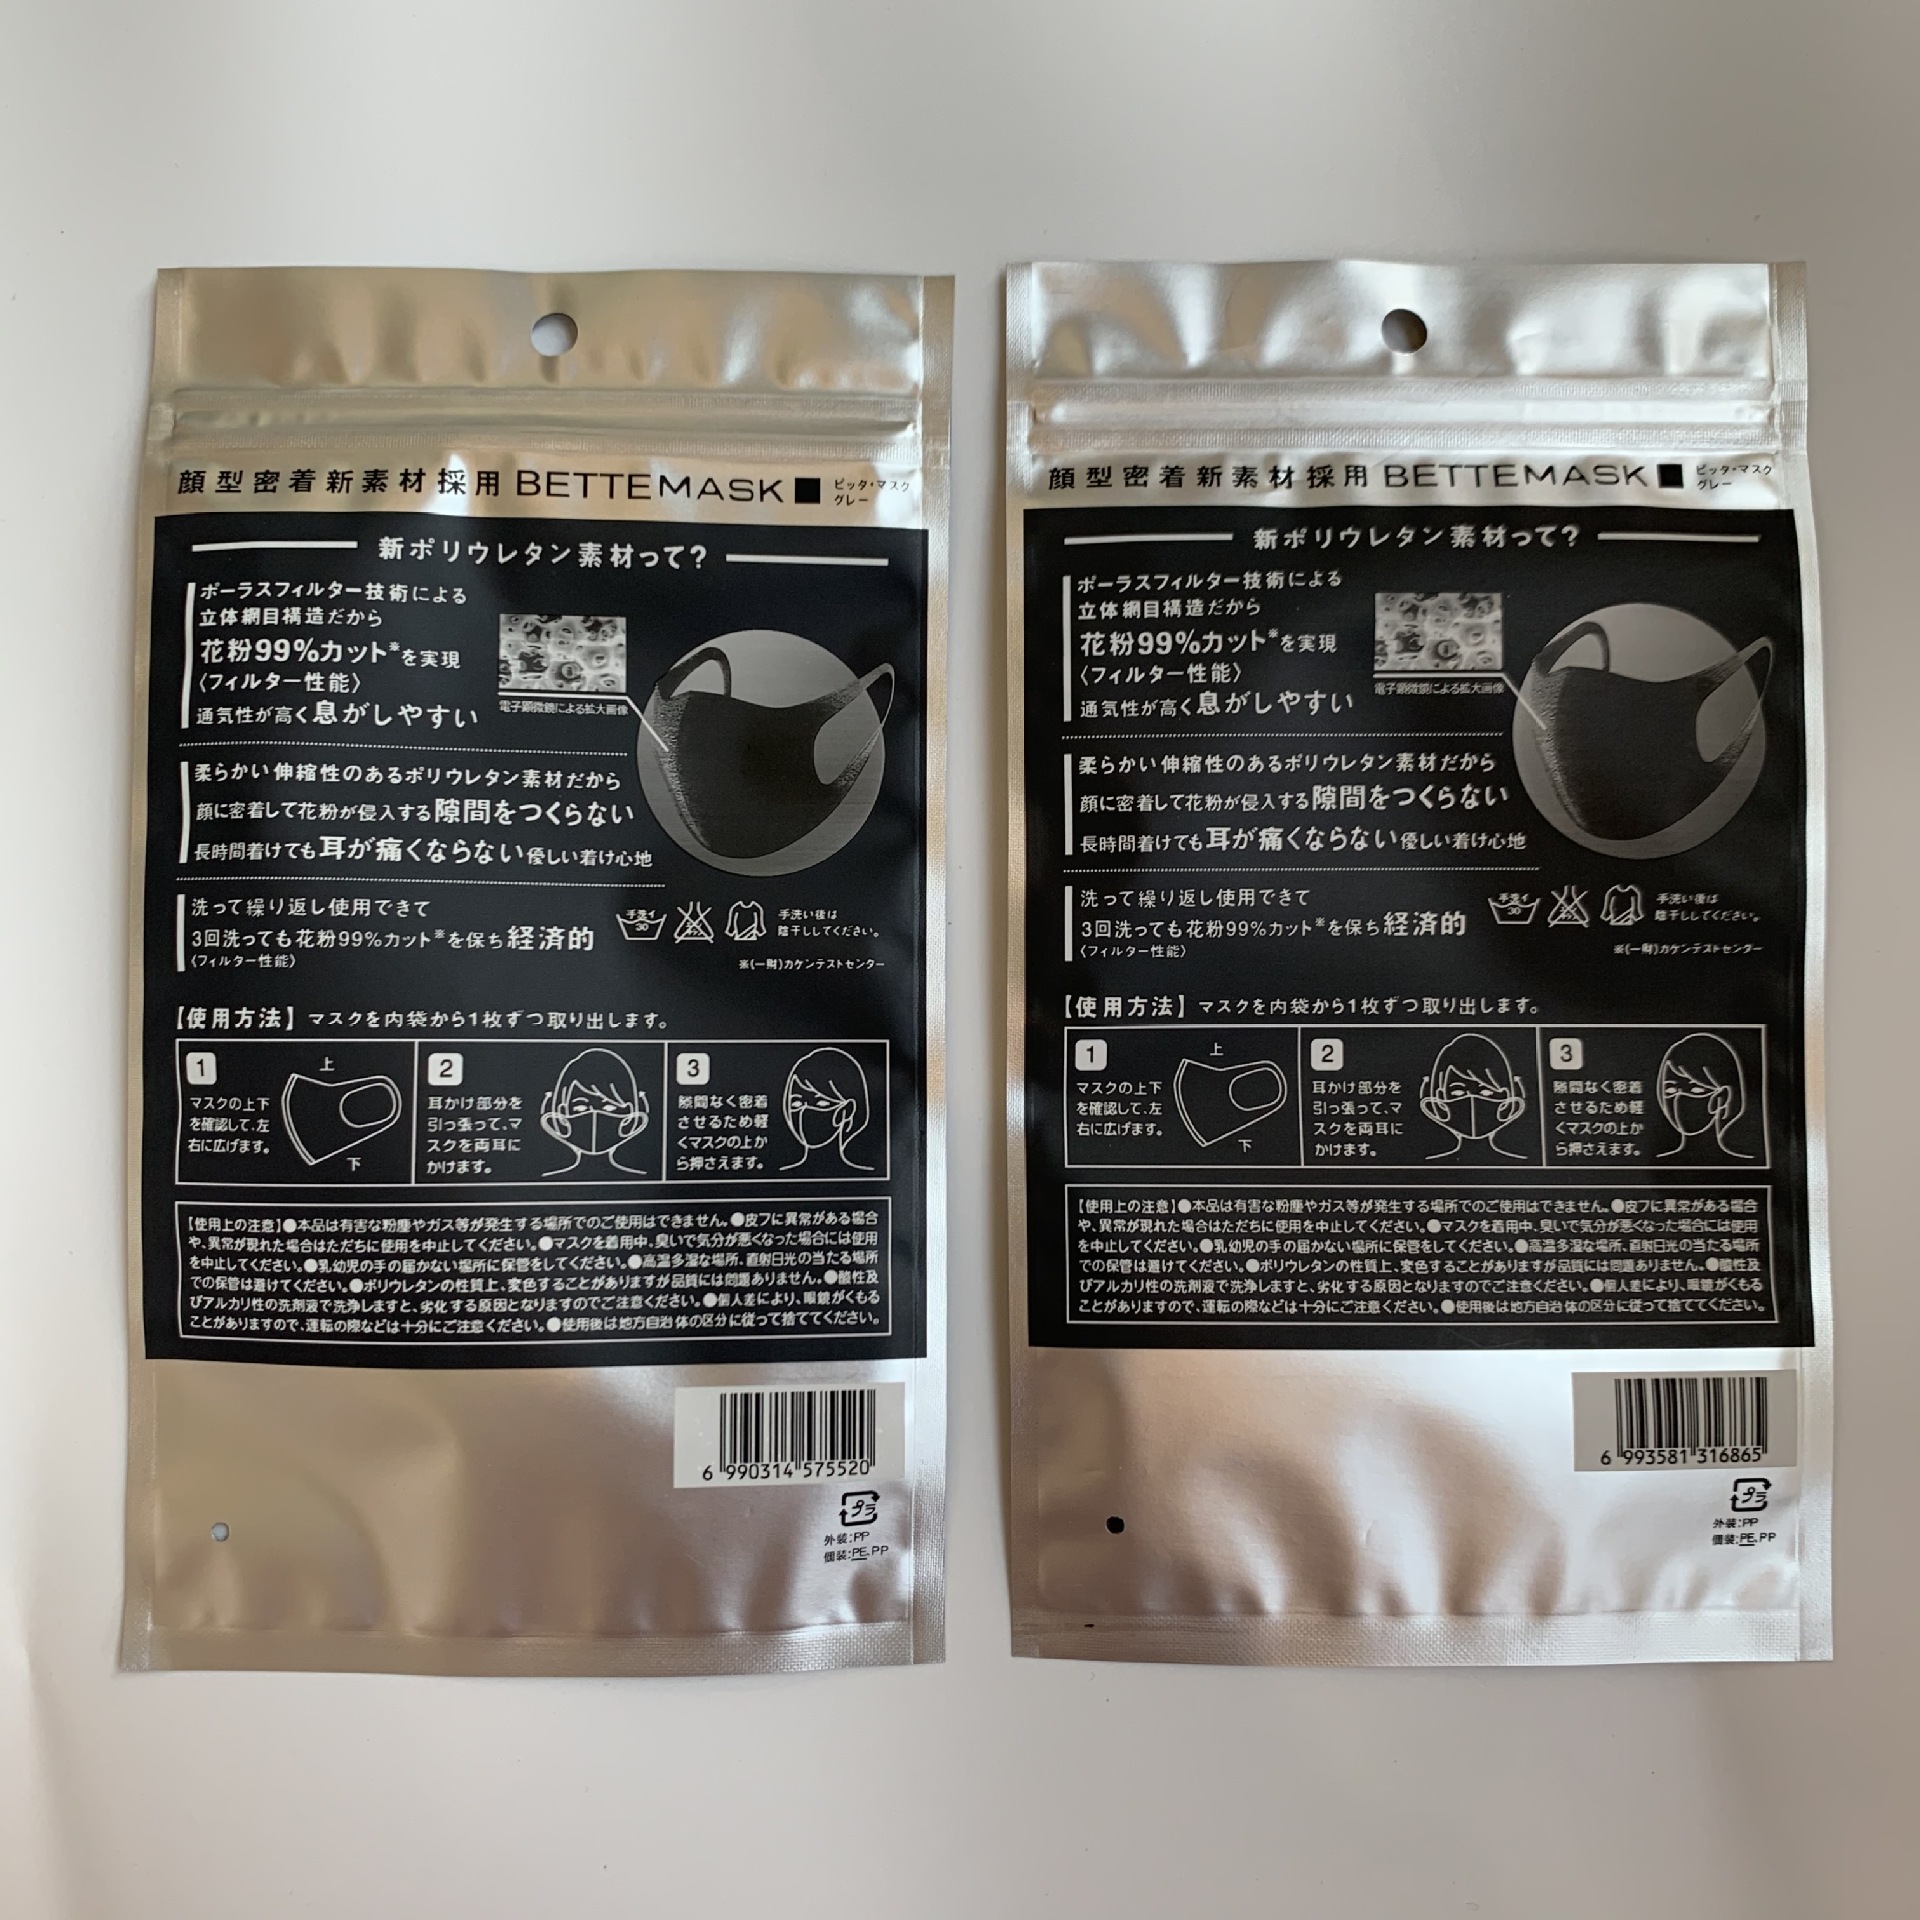 顔型密着新素材採用 BETTEMASK ■ ピッタ・マスク
グレー
新ポリウレタン素材って?
ポーラスフィルター技術による
立体網目構造だから
花粉99%カット※を実現
〈フィルター性能〉
通気性が高く息がしやすい
電子顕微鏡による拡大画像
柔らかい伸縮性のあるポリウレタン素材だから
顔に密着して花粉が侵入する隙間をつくらない
長時間着けても耳が痛くならない優しい着け心地
洗って繰り返し使用できて
3回洗っても花粉99%カット※を保ち経済的
〈フィルター性能〉
手洗イ
30
手洗い後は
陰干ししてください。
※(一財)カケンテストセンター
【使用方法】マスクを内袋から1枚ずつ取り出します。
1
マスクの上下
を確認して、左
右に広げます。
上
下
2
耳かけ部分を
引っ張って、マ
スクを両耳に
かけます。
3
隙間なく密着
させるため軽
くマスクの上か
ら押さえます。
【使用上の注意】●本品は有害な粉塵やガス等が発生する場所でのご使用はできません。●皮フに異常がある場合
や、異常が現れた場合はただちに使用を中止してください。●マスクを着用中、臭いで気分が悪くなった場合には使用
を中止してください。●乳幼児の手の届かない場所に保管をしてください。●高温多湿な場所、直射日光の当たる場所
での保管は避けてください。●ポリウレタンの性質上、変色することがありますが品質には問題ありません。●酸性及
びアルカリ性の洗剤液で洗浄しますと、劣化する原因となりますのでご注意ください。●個人差により、眼鏡がくもる
ことがありますので、運転の際などは十分にご注意ください。●使用後は地方自治体の区分に従って捨ててください。
6 990314 575520
プラ
外装:PP
個装:PE、PP
顔型密着新素材採用 BETTEMASK ■ ピッタ・マスク
グレー
新ポリウレタン素材って?
ポーラスフィルター技術による
立体網目構造だから
花粉99%カット※を実現
〈フィルター性能〉
通気性が高く息がしやすい
電子顕微鏡による拡大画像
柔らかい伸縮性のあるポリウレタン素材だから
顔に密着して花粉が侵入する隙間をつくらない
長時間着けても耳が痛くならない優しい着け心地
洗って繰り返し使用できて
3回洗っても花粉99%カット※を保ち経済的
〈フィルター性能〉
手洗イ
30
手洗い後は
陰干ししてください。
※(一財)カケンテストセンター
【使用方法】マスクを内袋から1枚ずつ取り出します。
1
マスクの上下
を確認して、左
右に広げます。
上
下
2
耳かけ部分を
引っ張って、マ
スクを両耳に
かけます。
3
隙間なく密着
させるため軽
くマスクの上か
ら押さえます。
【使用上の注意】●本品は有害な粉塵やガス等が発生する場所でのご使用はできません。●皮フに異常がある場合
や、異常が現れた場合はただちに使用を中止してください。●マスクを着用中、臭いで気分が悪くなった場合には使用
を中止してください。●乳幼児の手の届かない場所に保管をしてください。●高温多湿な場所、直射日光の当たる場所
での保管は避けてください。●ポリウレタンの性質上、変色することがありますが品質には問題ありません。●酸性及
びアルカリ性の洗剤液で洗浄しますと、劣化する原因となりますのでご注意ください。●個人差により、眼鏡がくもる
ことがありますので、運転の際などは十分にご注意ください。●使用後は地方自治体の区分に従って捨ててください。
6 993581 316865
プラ
外装:PP
個装:PE、PP